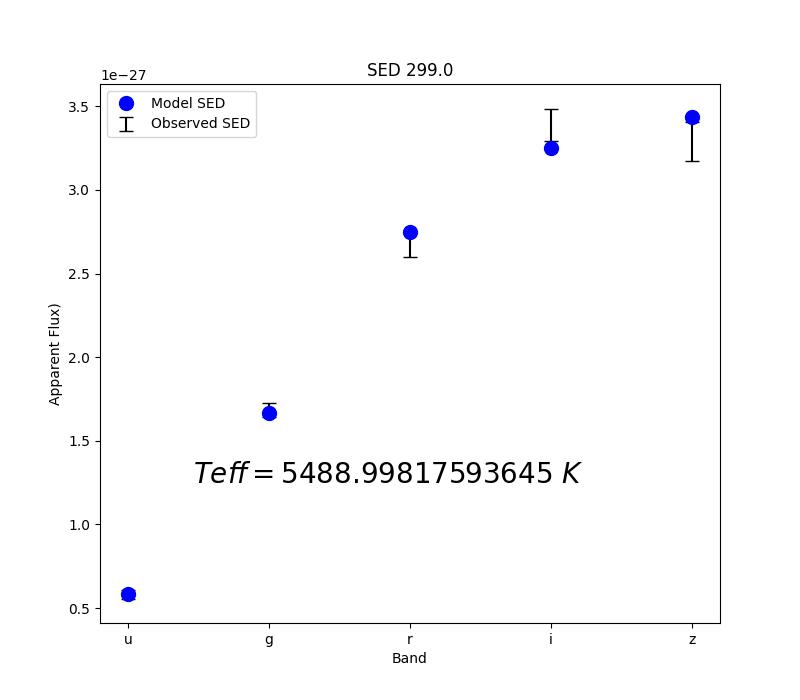 SED 299.0
1e−27
Model SED
Observed SED
3.5
3.0
2.5
2.0
1.5
1.0
0.5
Apparent Flux)
Teff = 5488.99817593645 K
u g r i z
Band